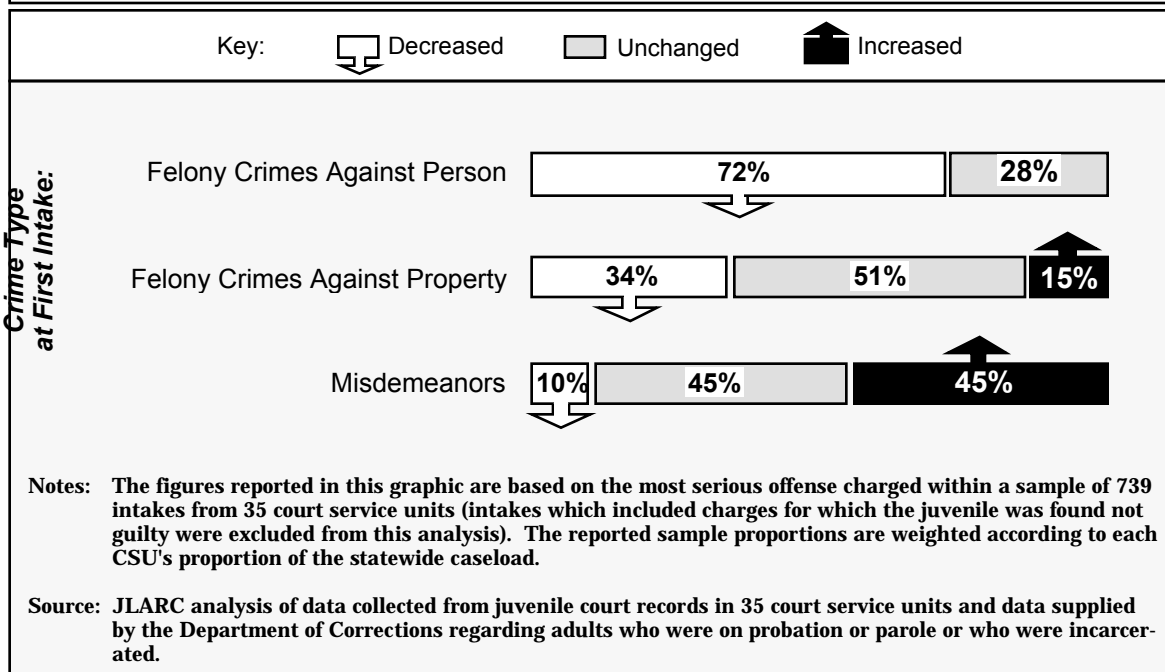 Key: Decreased Unchanged Increased
Crime Type
at First Intake:
Felony Crimes Against Person 72% 28%
Felony Crimes Against Property 34% 51% 15%
Misdemeanors 10% 45% 45%
Notes: The figures reported in this graphic are based on the most serious offense charged within a sample of 739
intakes from 35 court service units (intakes which included charges for which the juvenile was found not
guilty were excluded from this analysis). The reported sample proportions are weighted according to each
CSU's proportion of the statewide caseload.
Source: JLARC analysis of data collected from juvenile court records in 35 court service units and data supplied
by the Department of Corrections regarding adults who were on probation or parole or who were incarcer-
ated.